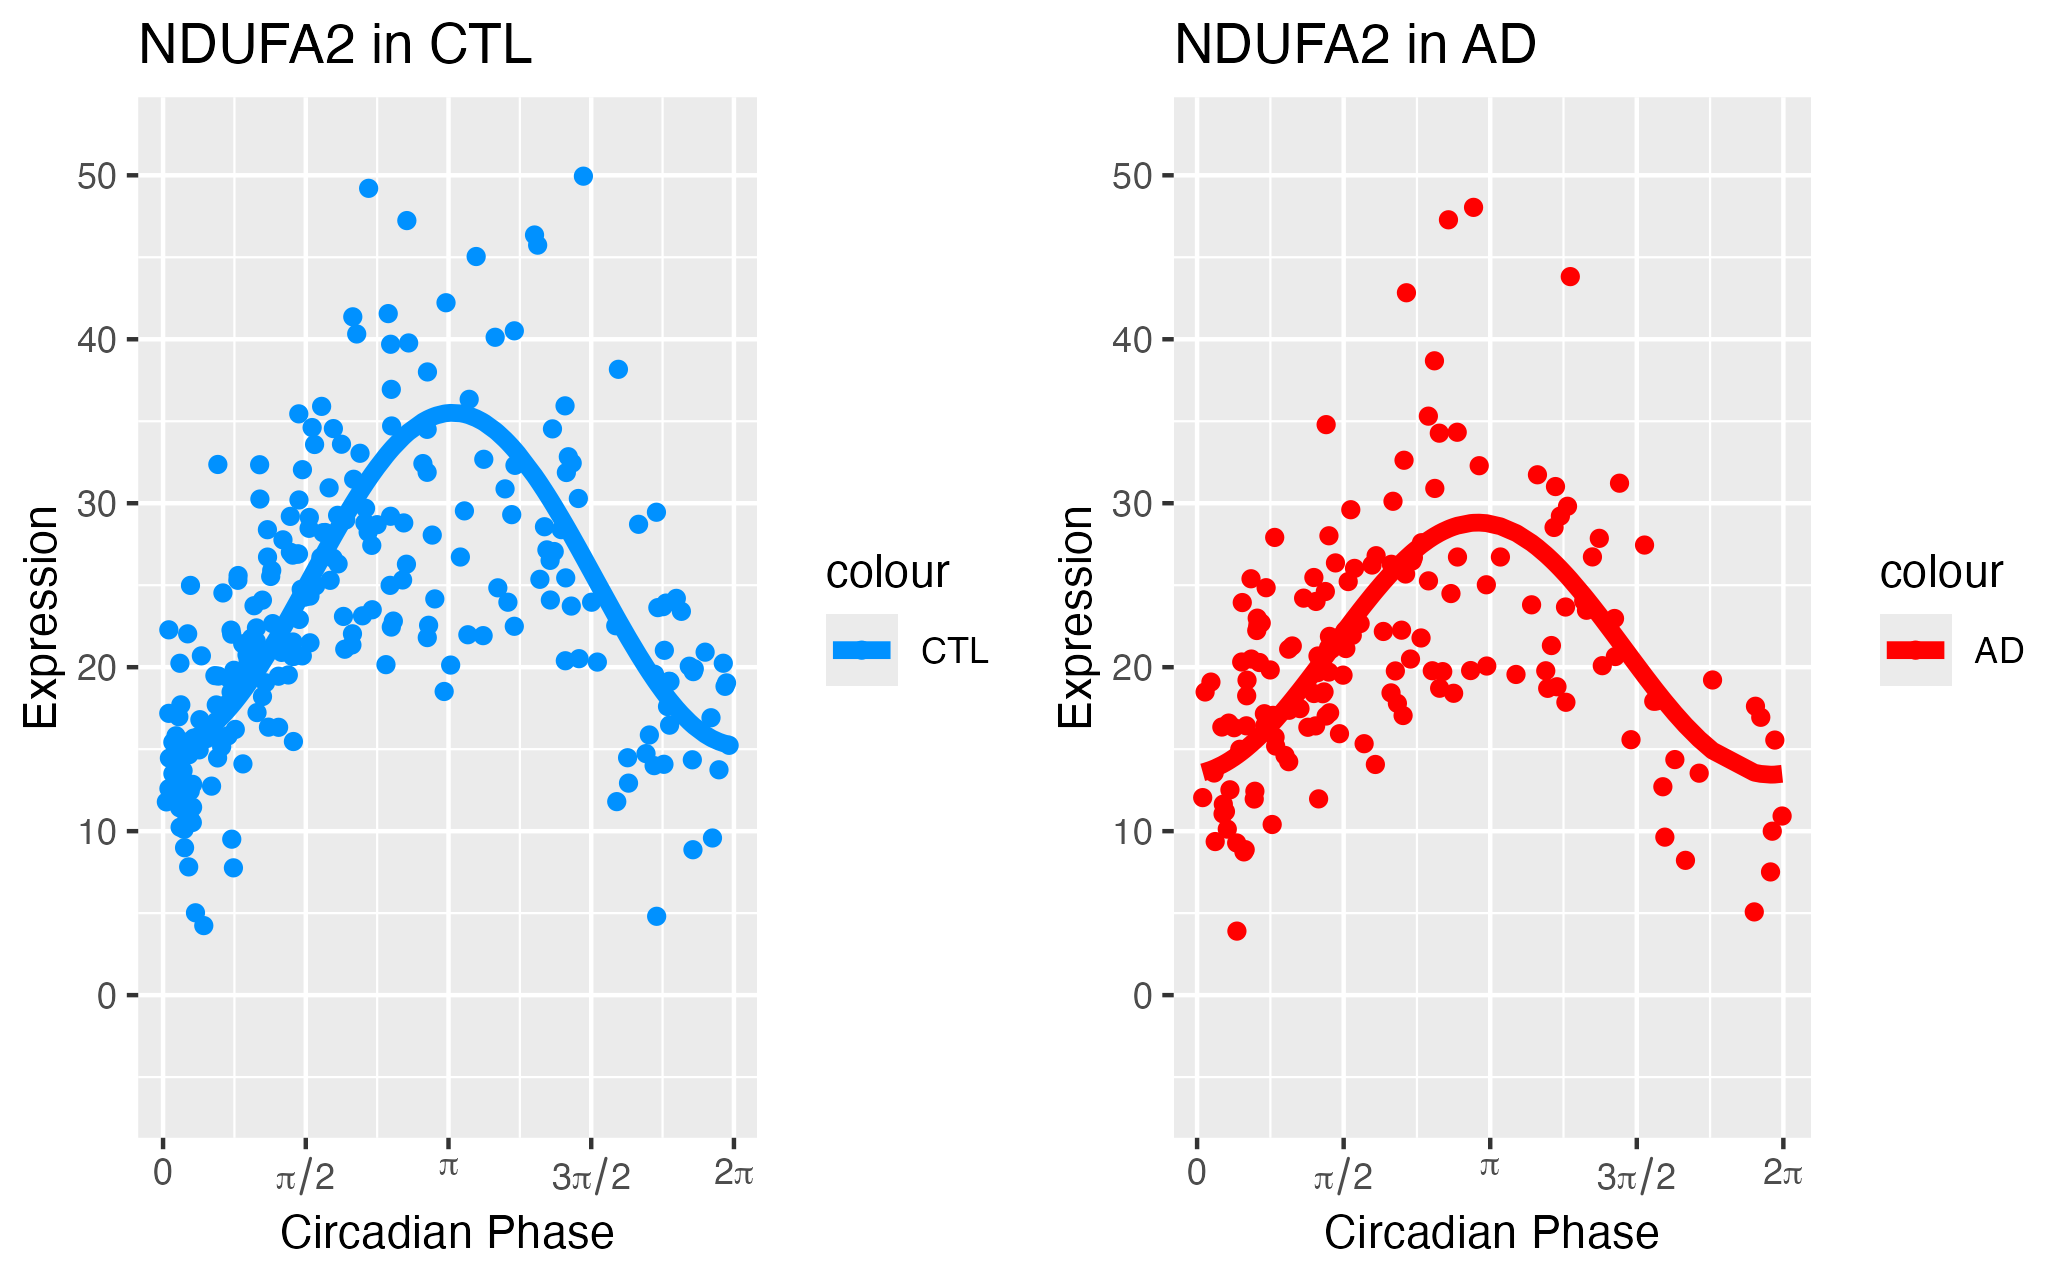 NDUFA2 in CTL
50
40
30
20
10
0
Expression
0
π/2
π
3π/2
2π
Circadian Phase
colour
CTL
NDUFA2 in AD
50
40
30
20
10
0
Expression
0
π/2
π
3π/2
2π
Circadian Phase
colour
AD